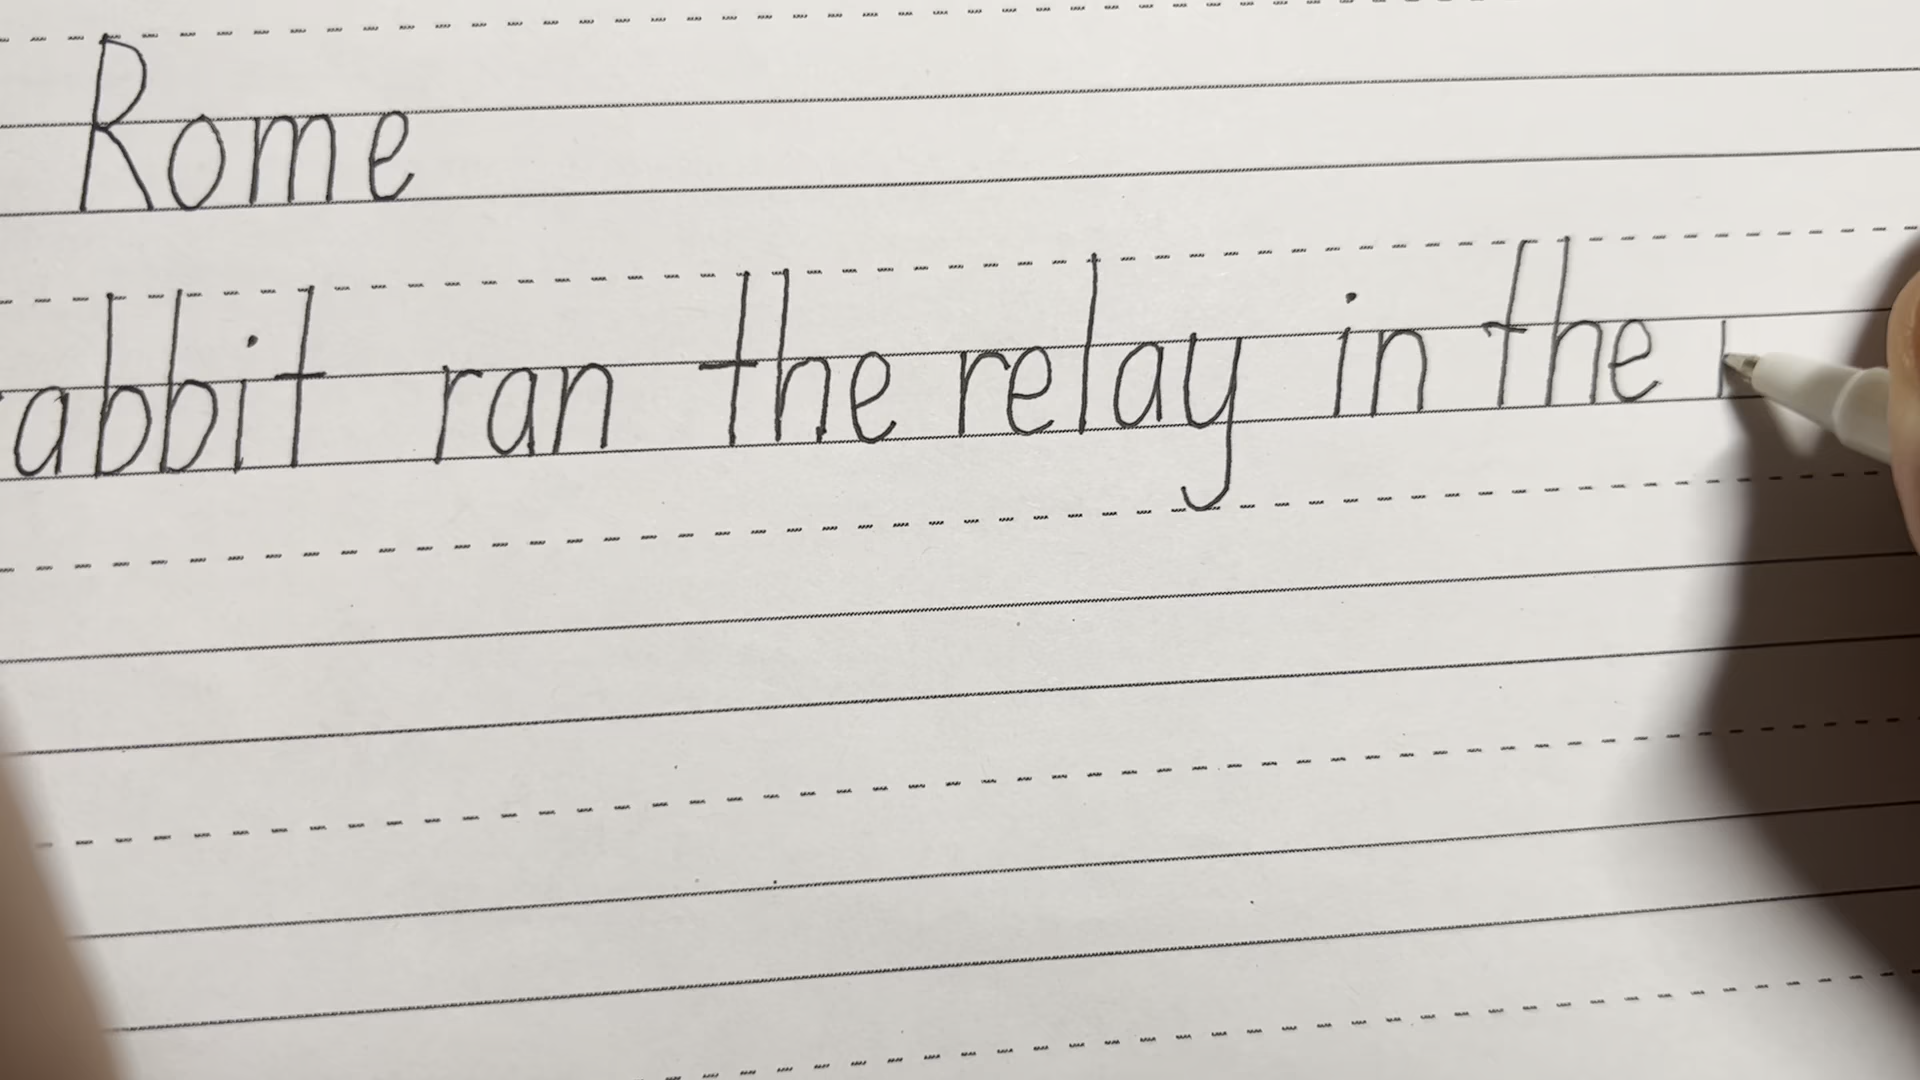 Rome
abbit ran the relay in the